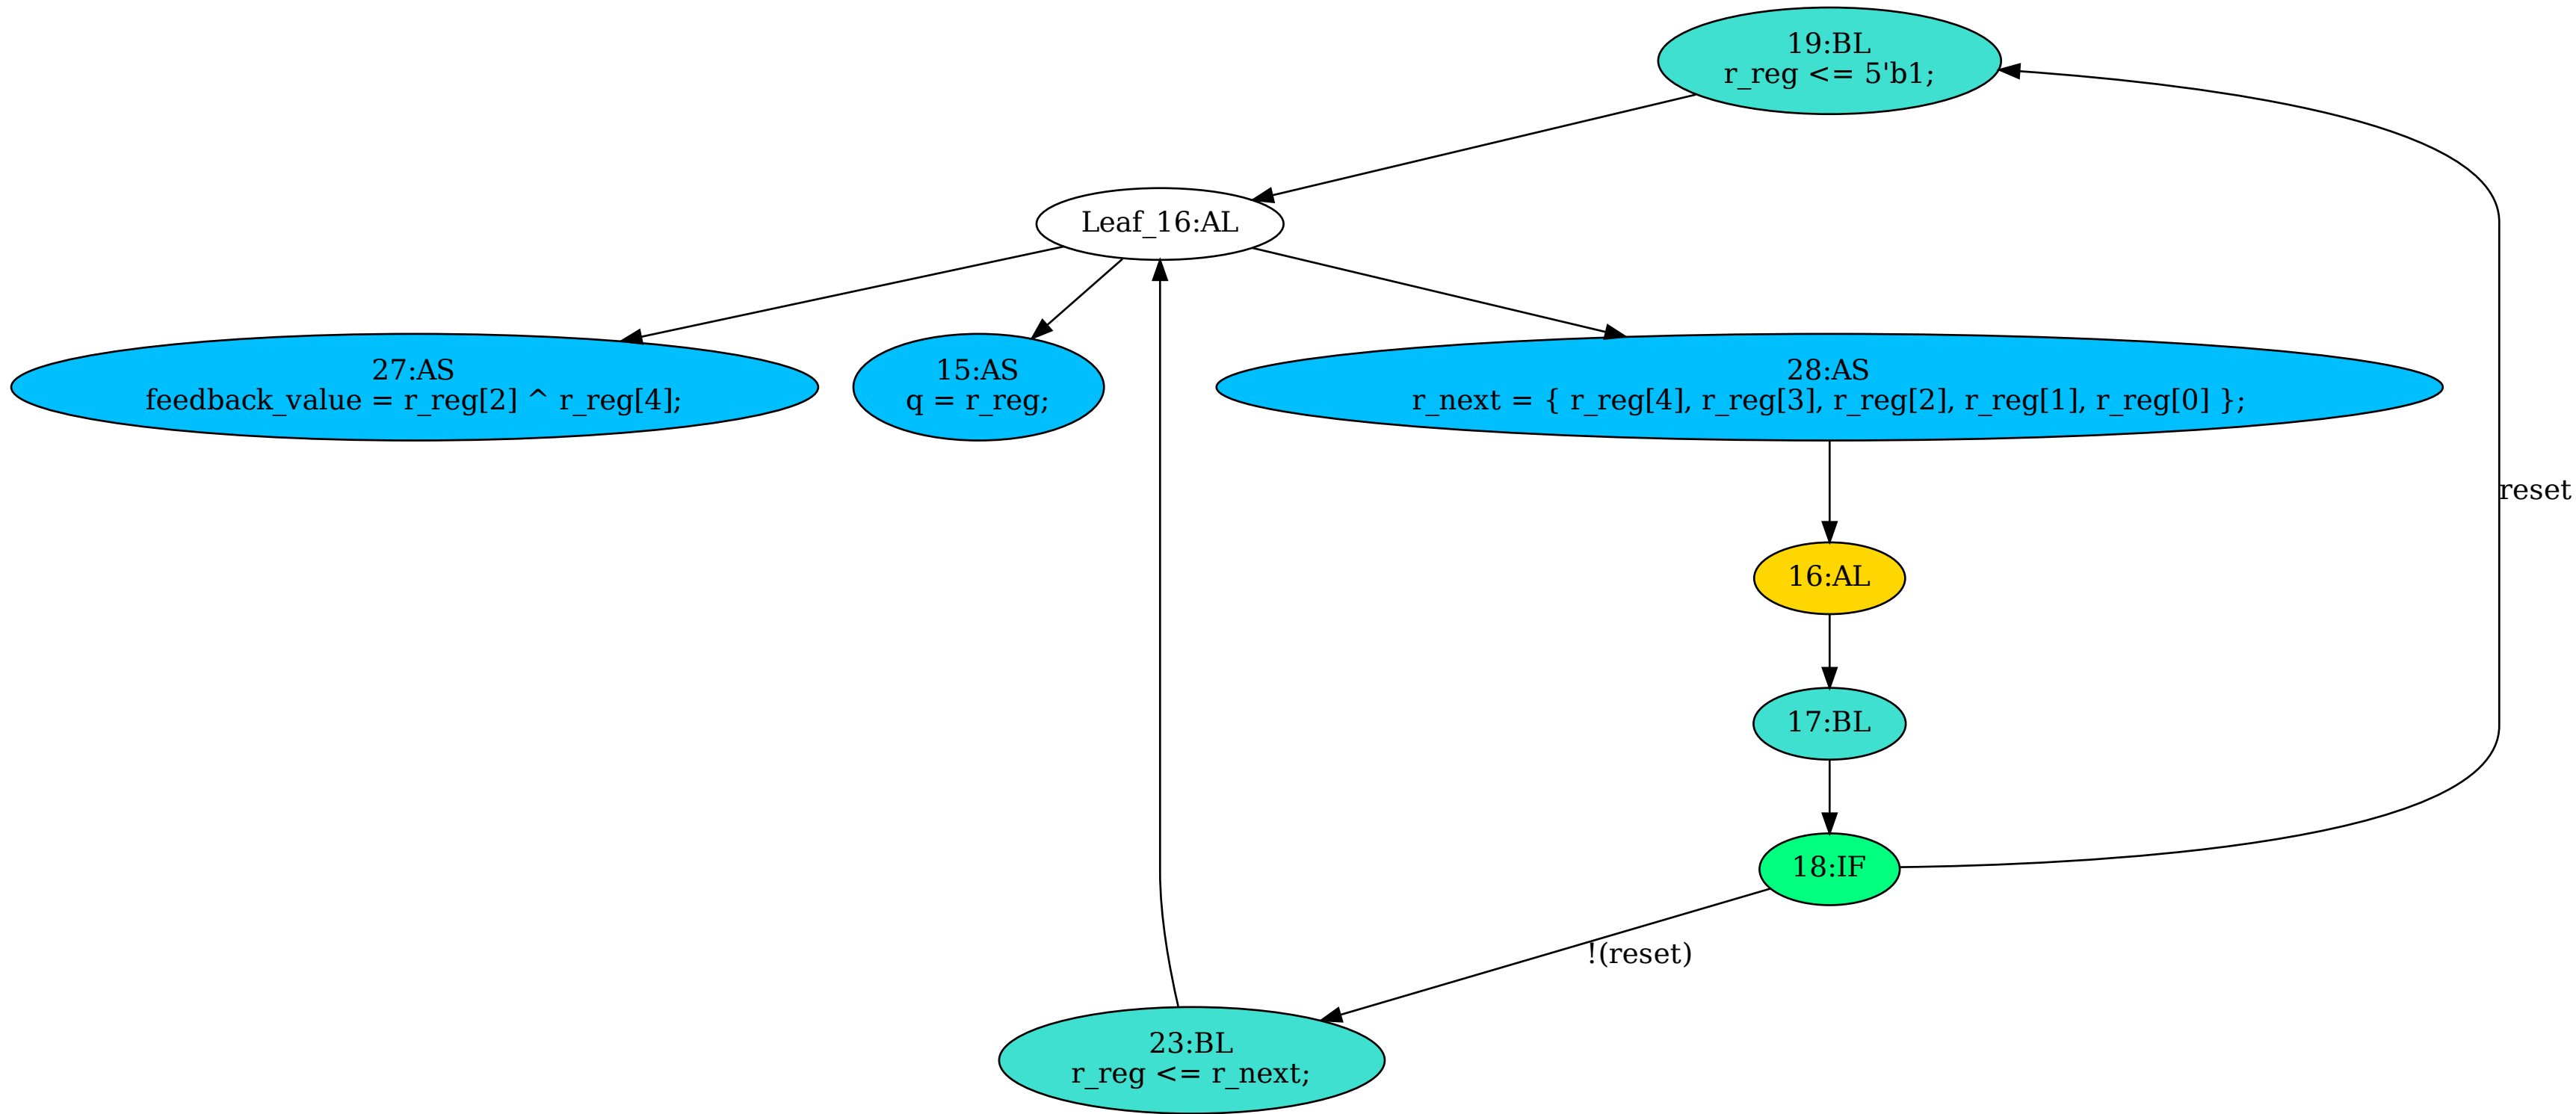 19:BL
r_reg <= 5'b1;
Leaf_16:AL
27:AS
feedback_value = r_reg[2] ^ r_reg[4];
15:AS
q = r_reg;
28:AS
r_next = { r_reg[4], r_reg[3], r_reg[2], r_reg[1], r_reg[0] };
reset
16:AL
17:BL
18:IF
!(reset)
23:BL
r_reg <= r_next;